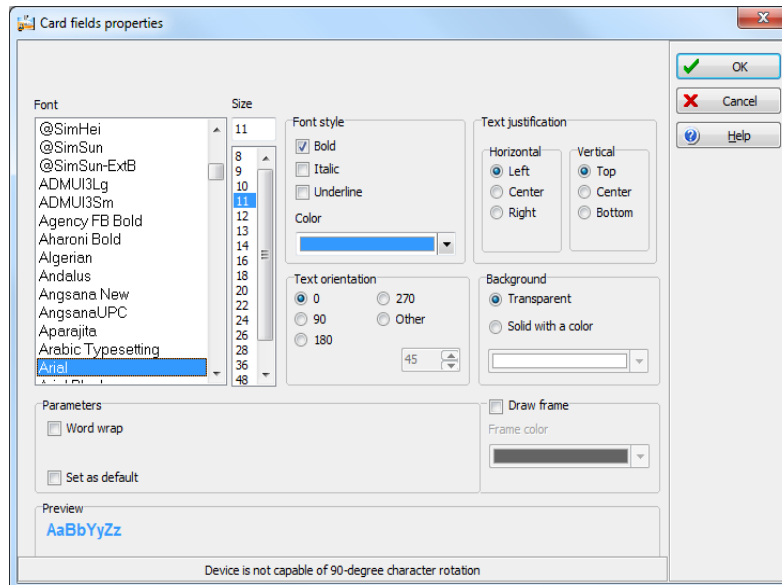 Card fields properties
OK
Cancel
Help
Font
@SimHei
@SimSun
@SimSun-ExtB
ADMUI3Lg
ADMUI3Sm
Agency FB Bold
Aharoni Bold
Algerian
Andalus
Angsana New
AngsanaUPC
Aparajita
Arabic Typesetting
Arial
Size
11
8
9
10
11
12
13
14
16
18
20
22
24
26
28
36
48
Font style
Bold
Italic
Underline
Color
Text justification
Horizontal
Left
Center
Right
Vertical
Top
Center
Bottom
Text orientation
0
90
180
270
Other
45
Background
Transparent
Solid with a color
Parameters
Word wrap
Set as default
Draw frame
Frame color
Preview
AaBbYyZz
Device is not capable of 90-degree character rotation